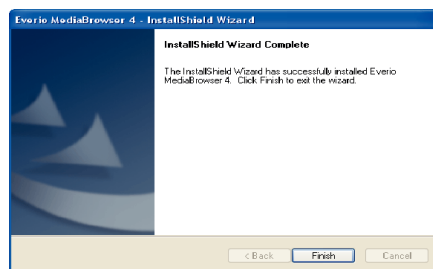 Everio MediaBrowser 4 - InstallShield Wizard
InstallShield Wizard Complete
The InstallShield Wizard has successfully installed Everio
MediaBrowser 4. Click Finish to exit the wizard.
< Back
Finish
Cancel